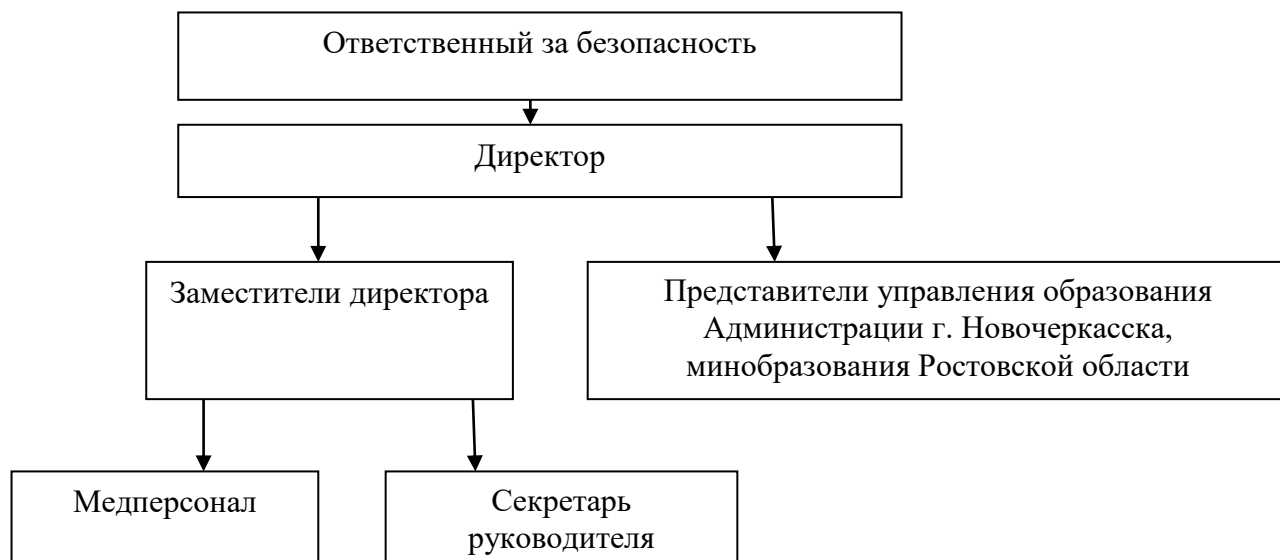 Ответственный за безопасность
Директор
Заместители директора
Представители управления образования
Администрации г. Новочеркасска,
минобразования Ростовской области
Медперсонал
Секретарь
руководителя